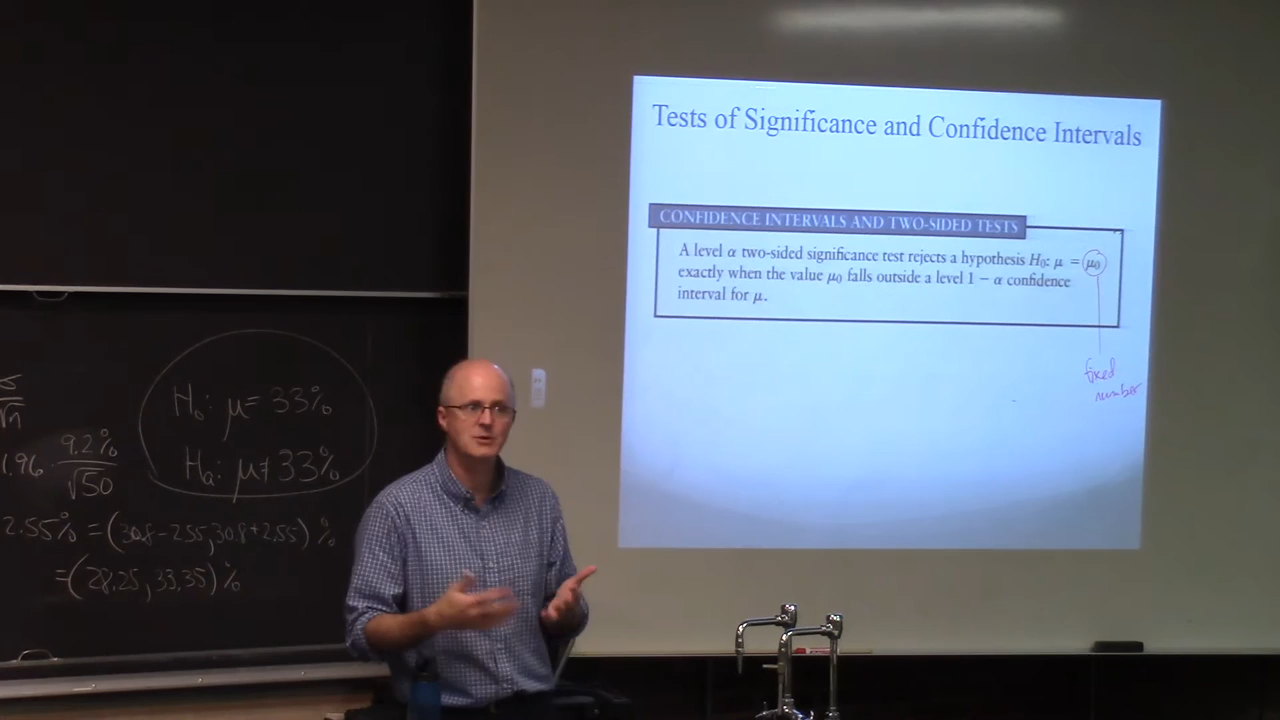 Tests of Significance and Confidence Intervals
CONFIDENCE INTERVALS AND TWO-SIDED TESTS
A level α two-sided significance test rejects a hypothesis H₀: μ = μ₀
exactly when the value μ₀ falls outside a level 1 − α confidence
interval for μ.
fixed
number
σ/√n
H₀: μ = 33%
Hₐ: μ ≠ 33%
1.96 · 9.2%/√50
2.55% = (30.8-2.55, 30.8+2.55) %
=(28.25, 33.35) %